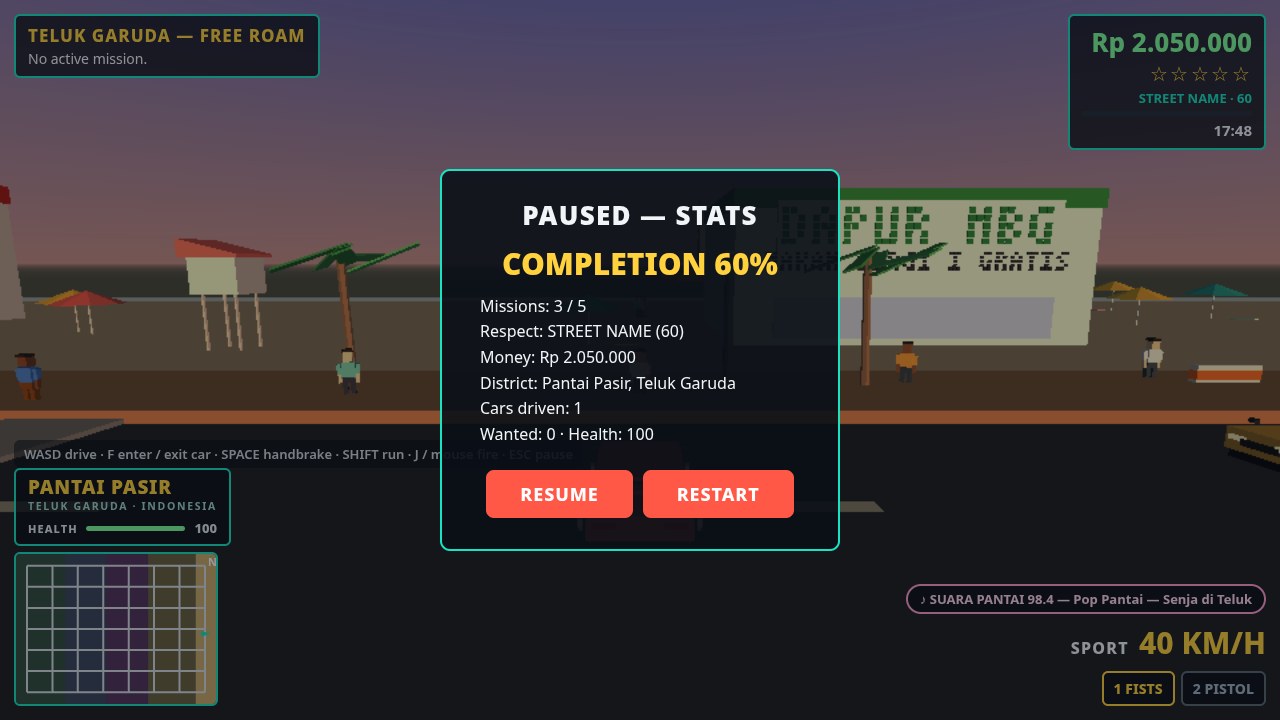 TELUK GARUDA — FREE ROAM
No active mission.
Rp 2.050.000
☆☆☆☆☆
STREET NAME · 60
17:48
PAUSED — STATS
COMPLETION 60%
Missions: 3 / 5
Respect: STREET NAME (60)
Money: Rp 2.050.000
District: Pantai Pasir, Teluk Garuda
Cars driven: 1
Wanted: 0 · Health: 100
RESUME
RESTART
DAPUR MBG
GRATIS
WASD drive · F enter / exit car · SPACE handbrake · SHIFT run · J / mouse fire · ESC pause
PANTAI PASIR
TELUK GARUDA · INDONESIA
HEALTH 100
N
♪ SUARA PANTAI 98.4 — Pop Pantai — Senja di Teluk
SPORT 40 KM/H
1 FISTS
2 PISTOL